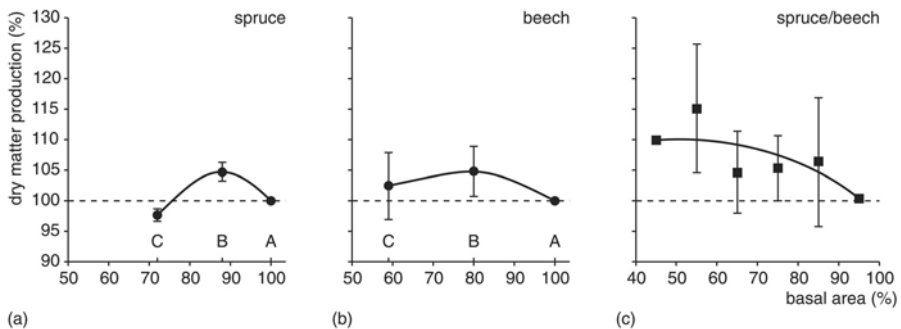 dry matter production (%)
130
125
120
115
110
105
100
95
90
spruce
C B A
50 60 70 80 90 100
(a)
beech
C B A
50 60 70 80 90 100
(b)
spruce/beech
40 50 60 70 80 90 100
basal area (%)
(c)